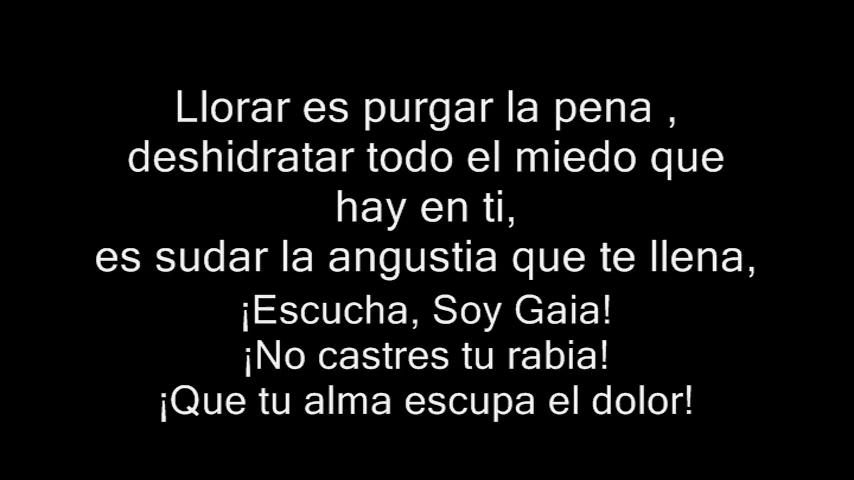 Llorar es purgar la pena ,
deshidratar todo el miedo que
hay en ti,
es sudar la angustia que te llena,
¡Escucha, Soy Gaia!
¡No castres tu rabia!
¡Que tu alma escupa el dolor!